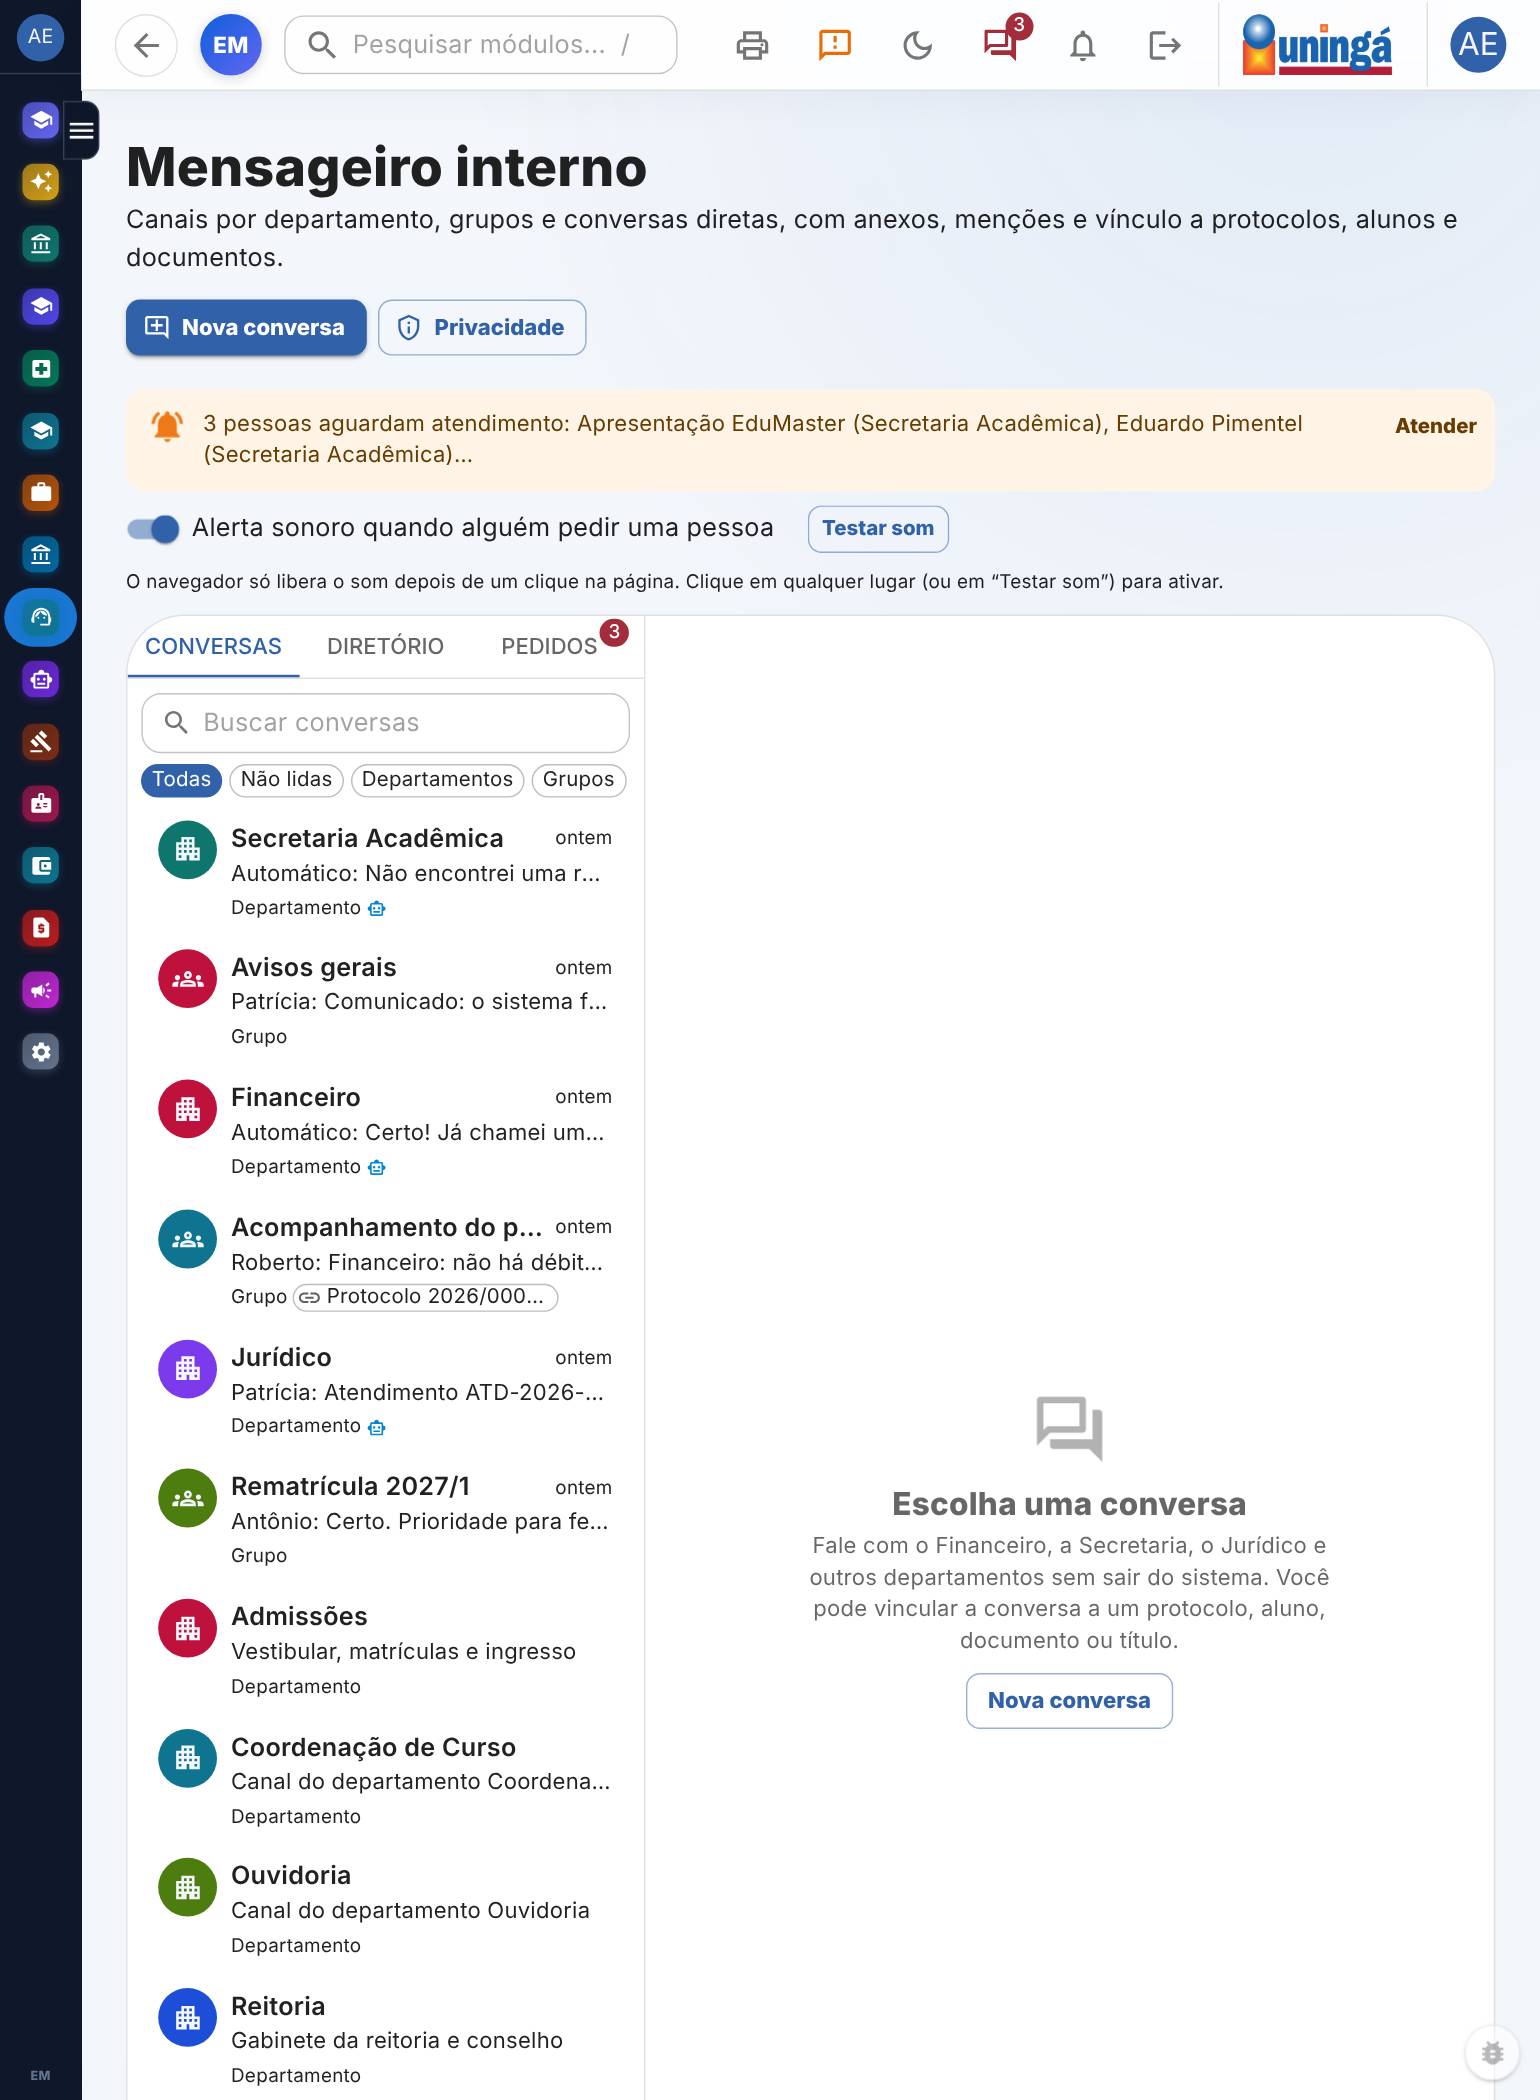 AE
EM
Pesquisar módulos... /
3
uningá
AE
Mensageiro interno
Canais por departamento, grupos e conversas diretas, com anexos, menções e vínculo a protocolos, alunos e
documentos.
Nova conversa
Privacidade
3 pessoas aguardam atendimento: Apresentação EduMaster (Secretaria Acadêmica), Eduardo Pimentel
(Secretaria Acadêmica)...
Atender
Alerta sonoro quando alguém pedir uma pessoa
Testar som
O navegador só libera o som depois de um clique na página. Clique em qualquer lugar (ou em “Testar som”) para ativar.
CONVERSAS
DIRETÓRIO
PEDIDOS
3
Buscar conversas
Todas
Não lidas
Departamentos
Grupos
Secretaria Acadêmica
ontem
Automático: Não encontrei uma r...
Departamento
Avisos gerais
ontem
Patrícia: Comunicado: o sistema f...
Grupo
Financeiro
ontem
Automático: Certo! Já chamei um...
Departamento
Acompanhamento do p...
ontem
Roberto: Financeiro: não há débit...
Grupo
Protocolo 2026/000...
Jurídico
ontem
Patrícia: Atendimento ATD-2026-...
Departamento
Rematrícula 2027/1
ontem
Antônio: Certo. Prioridade para fe...
Grupo
Admissões
Vestibular, matrículas e ingresso
Departamento
Coordenação de Curso
Canal do departamento Coordena...
Departamento
Ouvidoria
Canal do departamento Ouvidoria
Departamento
Reitoria
Gabinete da reitoria e conselho
Departamento
Escolha uma conversa
Fale com o Financeiro, a Secretaria, o Jurídico e
outros departamentos sem sair do sistema. Você
pode vincular a conversa a um protocolo, aluno,
documento ou título.
Nova conversa
EM